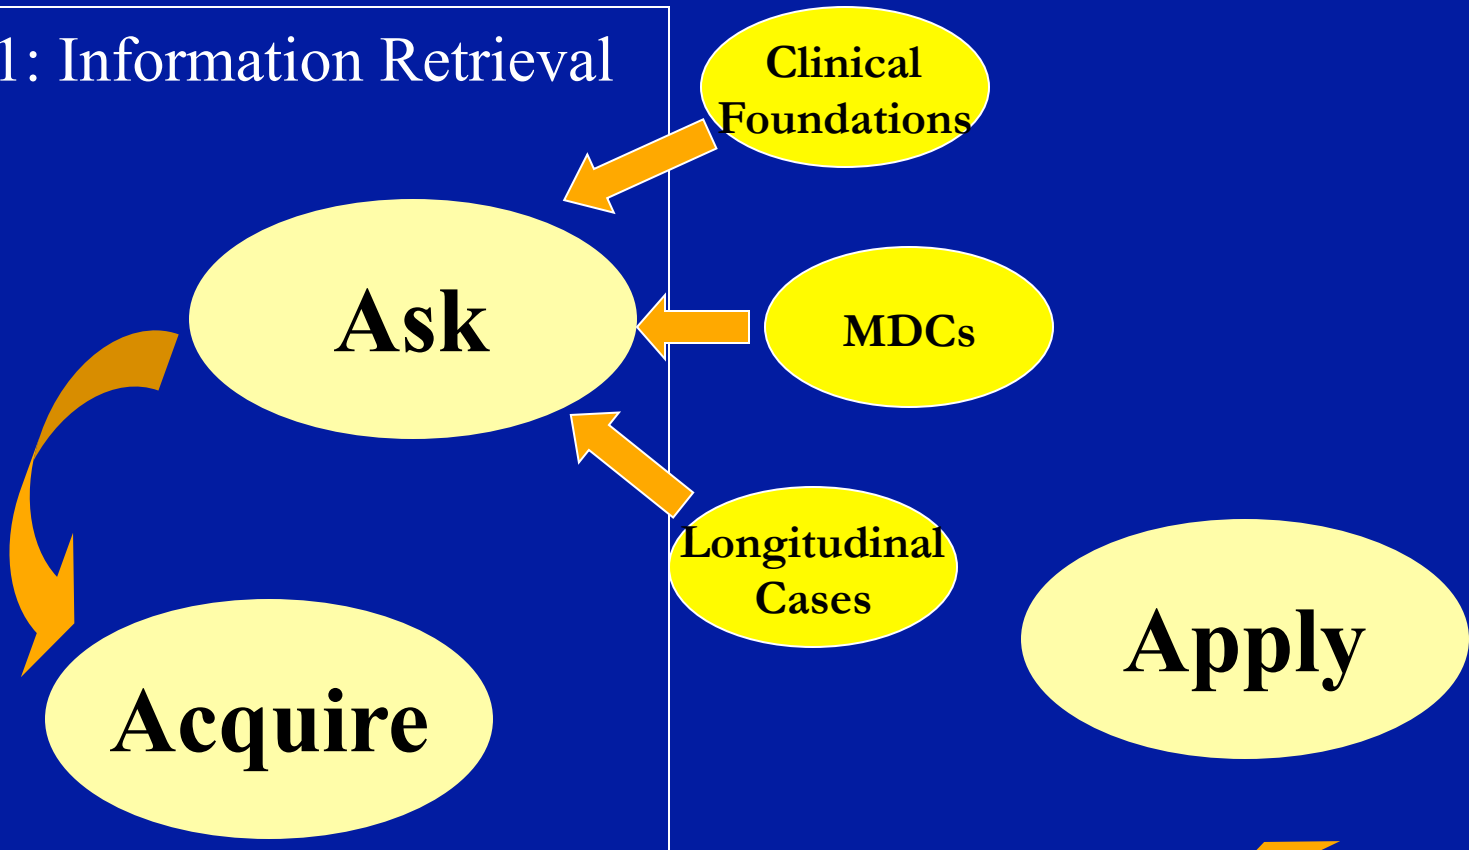 1: Information Retrieval
Clinical
Foundations
Ask
MDCs
Longitudinal
Cases
Apply
Acquire